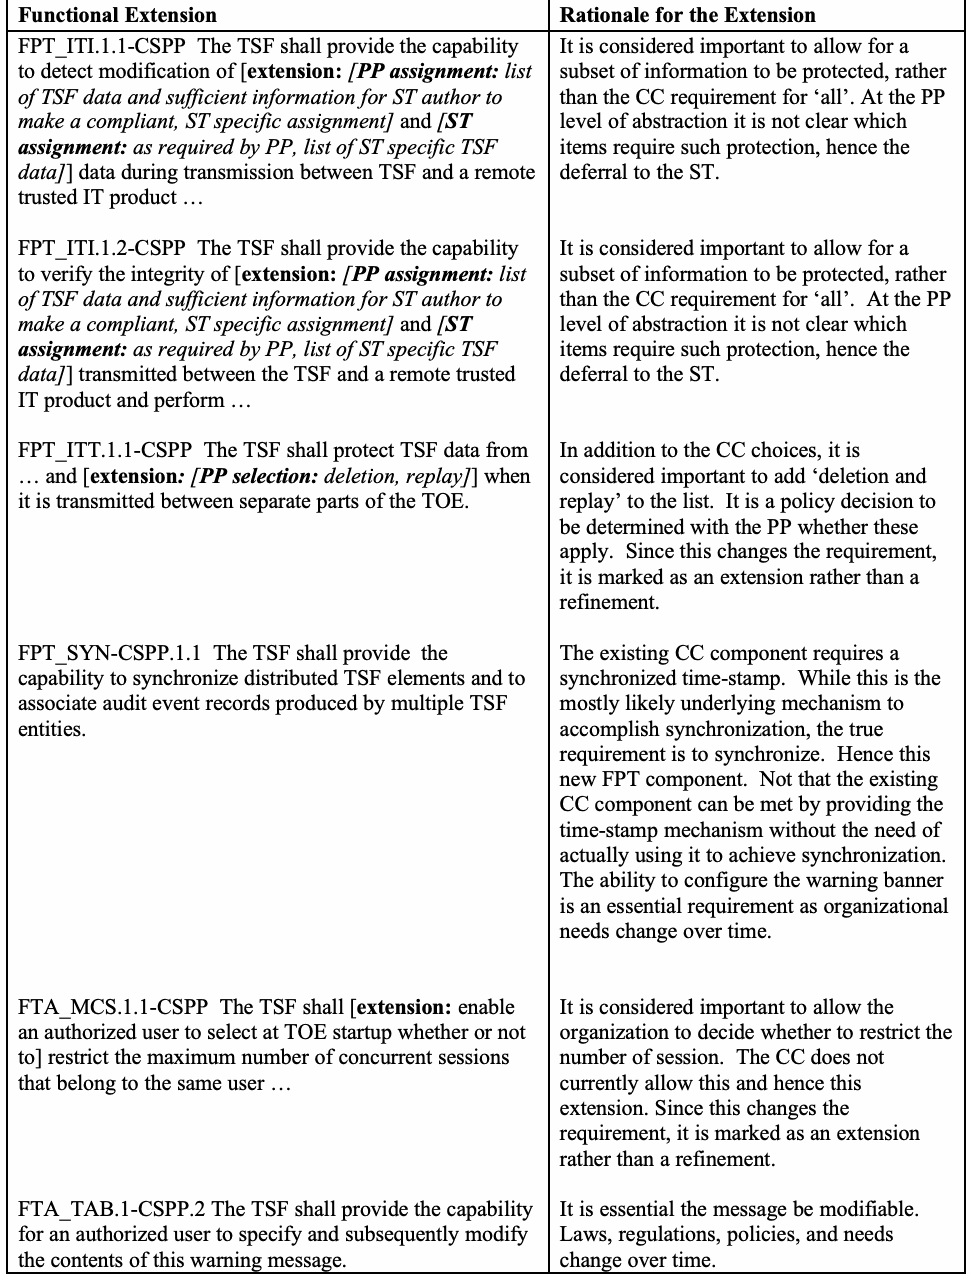 Functional Extension
Rationale for the Extension
FPT_ITI.1.1-CSPP The TSF shall provide the capability
to detect modification of [extension: [PP assignment: list
of TSF data and sufficient information for ST author to
make a compliant, ST specific assignment] and [ST
assignment: as required by PP, list of ST specific TSF
data]] data during transmission between TSF and a remote
trusted IT product …
It is considered important to allow for a
subset of information to be protected, rather
than the CC requirement for ‘all’. At the PP
level of abstraction it is not clear which
items require such protection, hence the
deferral to the ST.
FPT_ITI.1.2-CSPP The TSF shall provide the capability
to verify the integrity of [extension: [PP assignment: list
of TSF data and sufficient information for ST author to
make a compliant, ST specific assignment] and [ST
assignment: as required by PP, list of ST specific TSF
data]] transmitted between the TSF and a remote trusted
IT product and perform …
It is considered important to allow for a
subset of information to be protected, rather
than the CC requirement for ‘all’. At the PP
level of abstraction it is not clear which
items require such protection, hence the
deferral to the ST.
FPT_ITT.1.1-CSPP The TSF shall protect TSF data from
… and [extension: [PP selection: deletion, replay]] when
it is transmitted between separate parts of the TOE.
In addition to the CC choices, it is
considered important to add ‘deletion and
replay’ to the list. It is a policy decision to
be determined with the PP whether these
apply. Since this changes the requirement,
it is marked as an extension rather than a
refinement.
FPT_SYN-CSPP.1.1 The TSF shall provide the
capability to synchronize distributed TSF elements and to
associate audit event records produced by multiple TSF
entities.
The existing CC component requires a
synchronized time-stamp. While this is the
mostly likely underlying mechanism to
accomplish synchronization, the true
requirement is to synchronize. Hence this
new FPT component. Not that the existing
CC component can be met by providing the
time-stamp mechanism without the need of
actually using it to achieve synchronization.
The ability to configure the warning banner
is an essential requirement as organizational
needs change over time.
FTA_MCS.1.1-CSPP The TSF shall [extension: enable
an authorized user to select at TOE startup whether or not
to] restrict the maximum number of concurrent sessions
that belong to the same user …
It is considered important to allow the
organization to decide whether to restrict the
number of session. The CC does not
currently allow this and hence this
extension. Since this changes the
requirement, it is marked as an extension
rather than a refinement.
FTA_TAB.1-CSPP.2 The TSF shall provide the capability
for an authorized user to specify and subsequently modify
the contents of this warning message.
It is essential the message be modifiable.
Laws, regulations, policies, and needs
change over time.